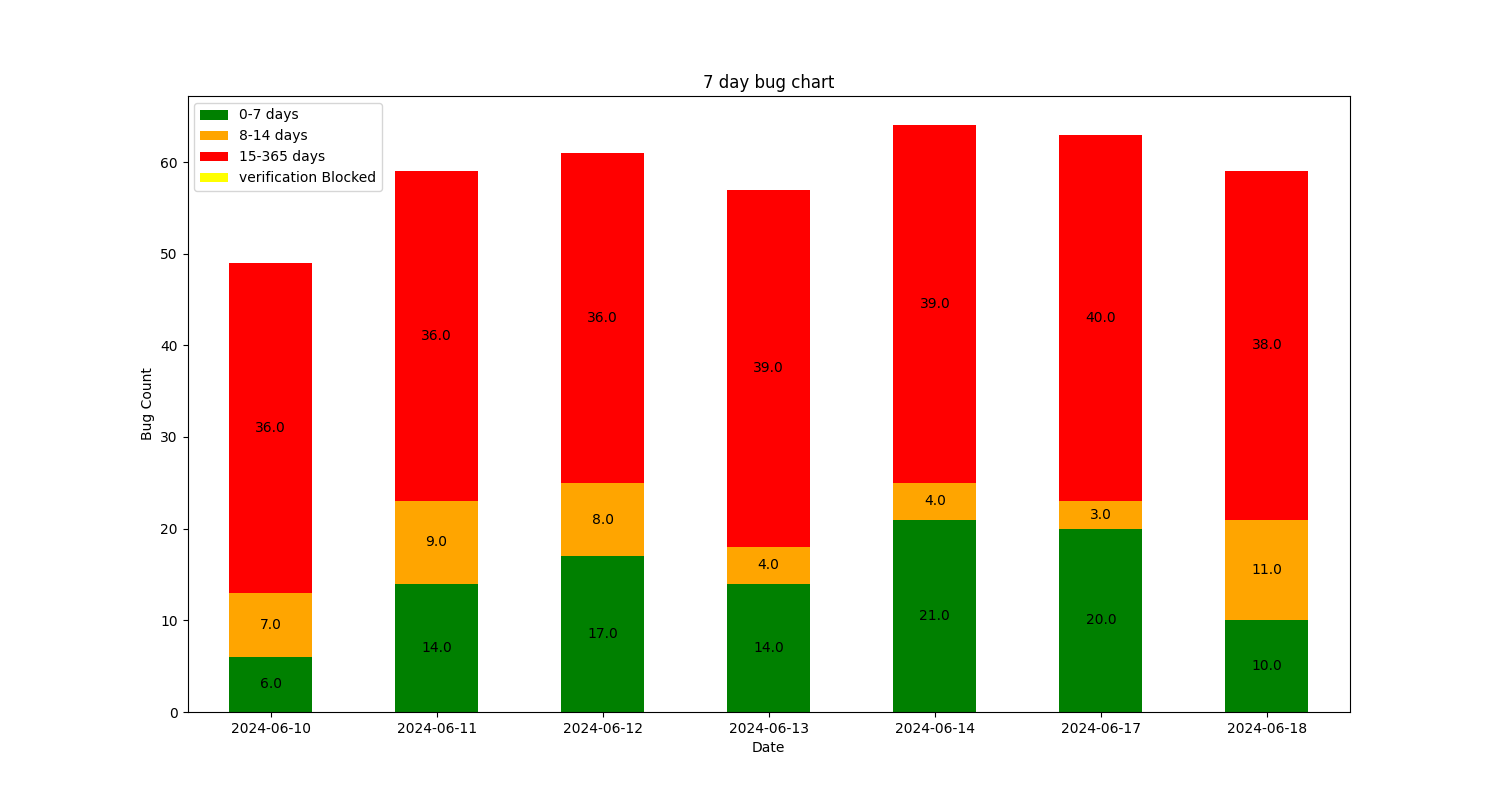 7 day bug chart
0-7 days
8-14 days
15-365 days
verification Blocked
Bug Count
60
50
40
30
20
10
0
36.0 36.0 36.0 39.0 39.0 40.0 38.0
7.0 9.0 8.0 4.0 4.0 3.0 11.0
6.0 14.0 17.0 14.0 21.0 20.0 10.0
2024-06-10 2024-06-11 2024-06-12 2024-06-13 2024-06-14 2024-06-17 2024-06-18
Date